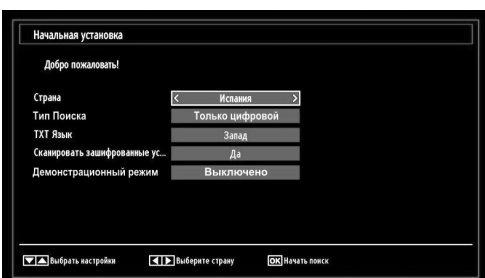 Начальная установка
Добро пожаловать!
Страна < Испания >
Тип Поиска Только цифровой
TXT Язык Запад
Сканировать зашифрованные ус... Да
Демонстрационный режим Выключено
Выбрать настройки Выберите страну OK Начать поиск